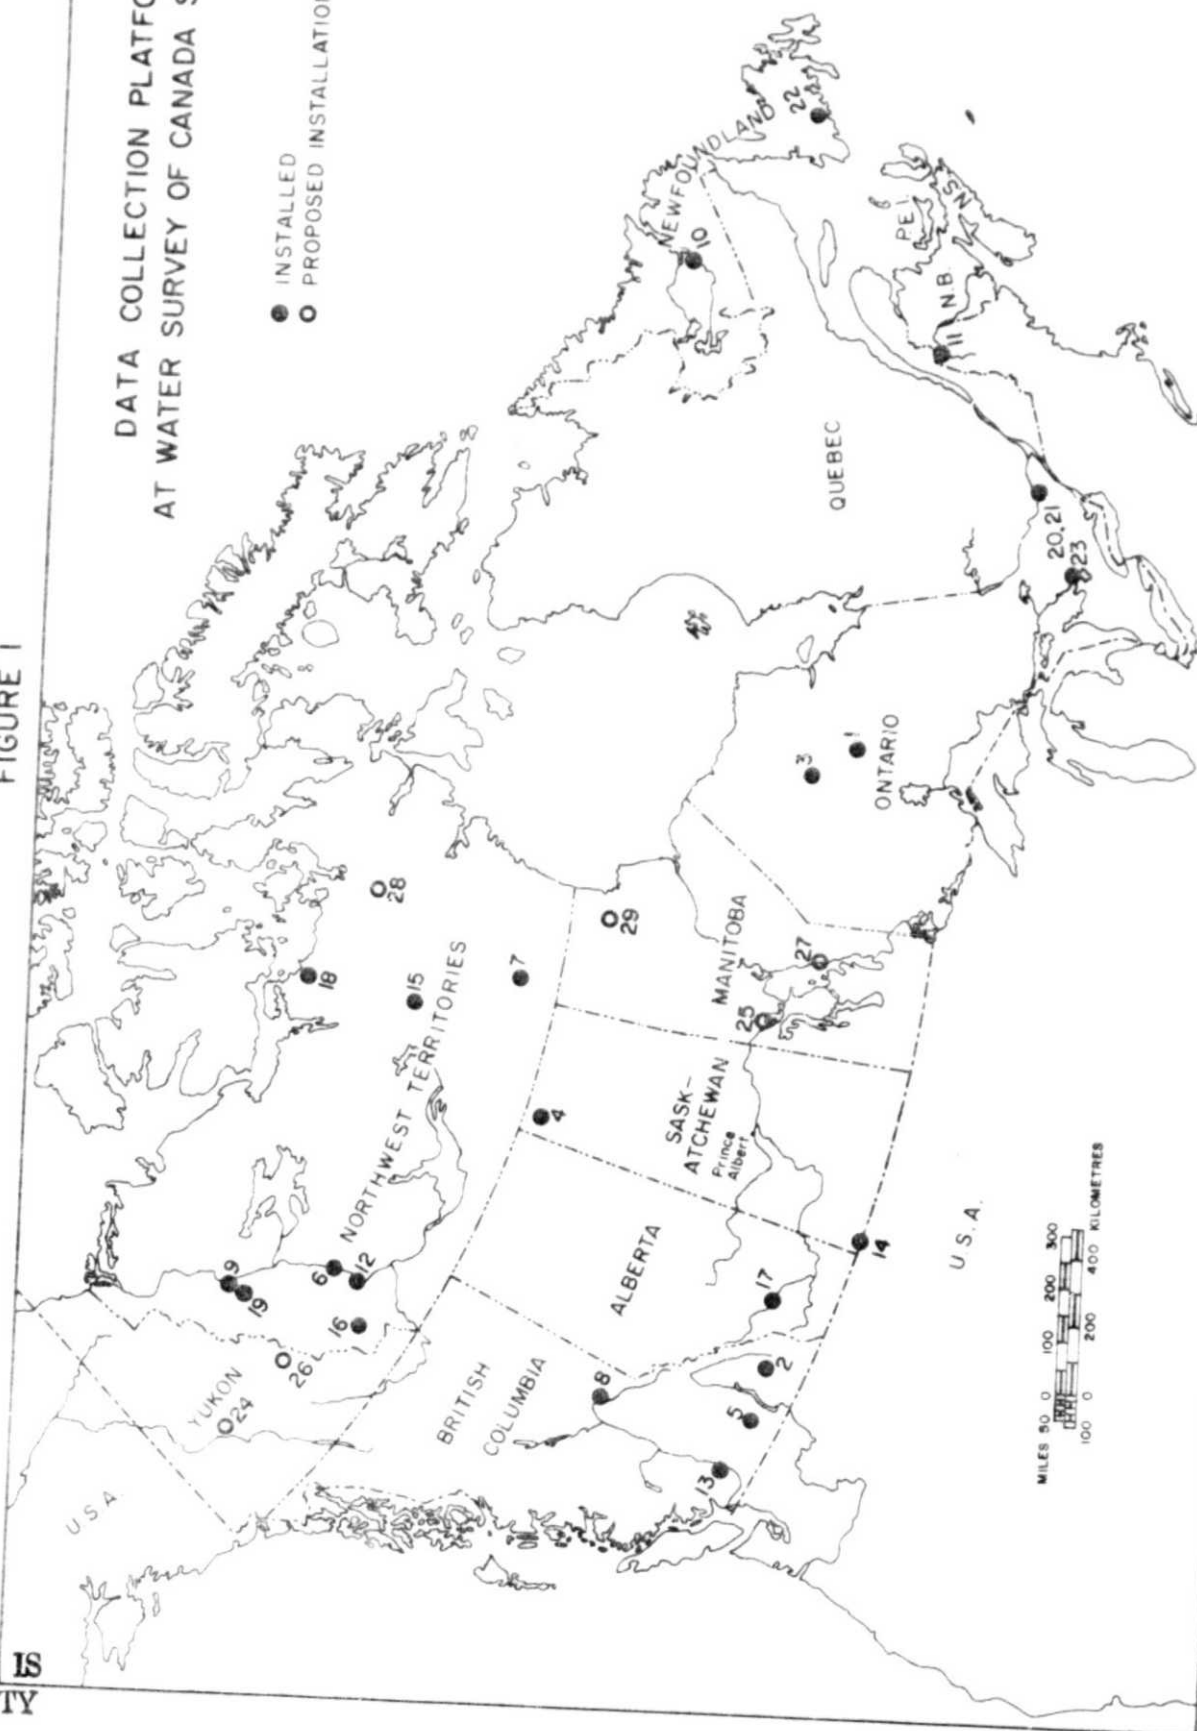 FIGURE 1
DATA COLLECTION PLATFO
AT WATER SURVEY OF CANADA S
● INSTALLED
O PROPOSED INSTALLATION
USA
YUKON
24
26
9
19
6
12
16
NORTHWEST TERRITORIES
18
28
15
7
BRITISH
COLUMBIA
8
13
5
2
ALBERTA
17
14
4
SASK-
ATCHEWAN
Prince
Albert
MANITOBA
29
25
27
ONTARIO
3
1
QUEBEC
20,21
23
NEWFOUNDLAND
10
22
P.E.I.
N.S.
N.B.
11
U.S.A.
MILES 50 0 100 200 300
100 0 200 400 KILOMETRES
IS
TY